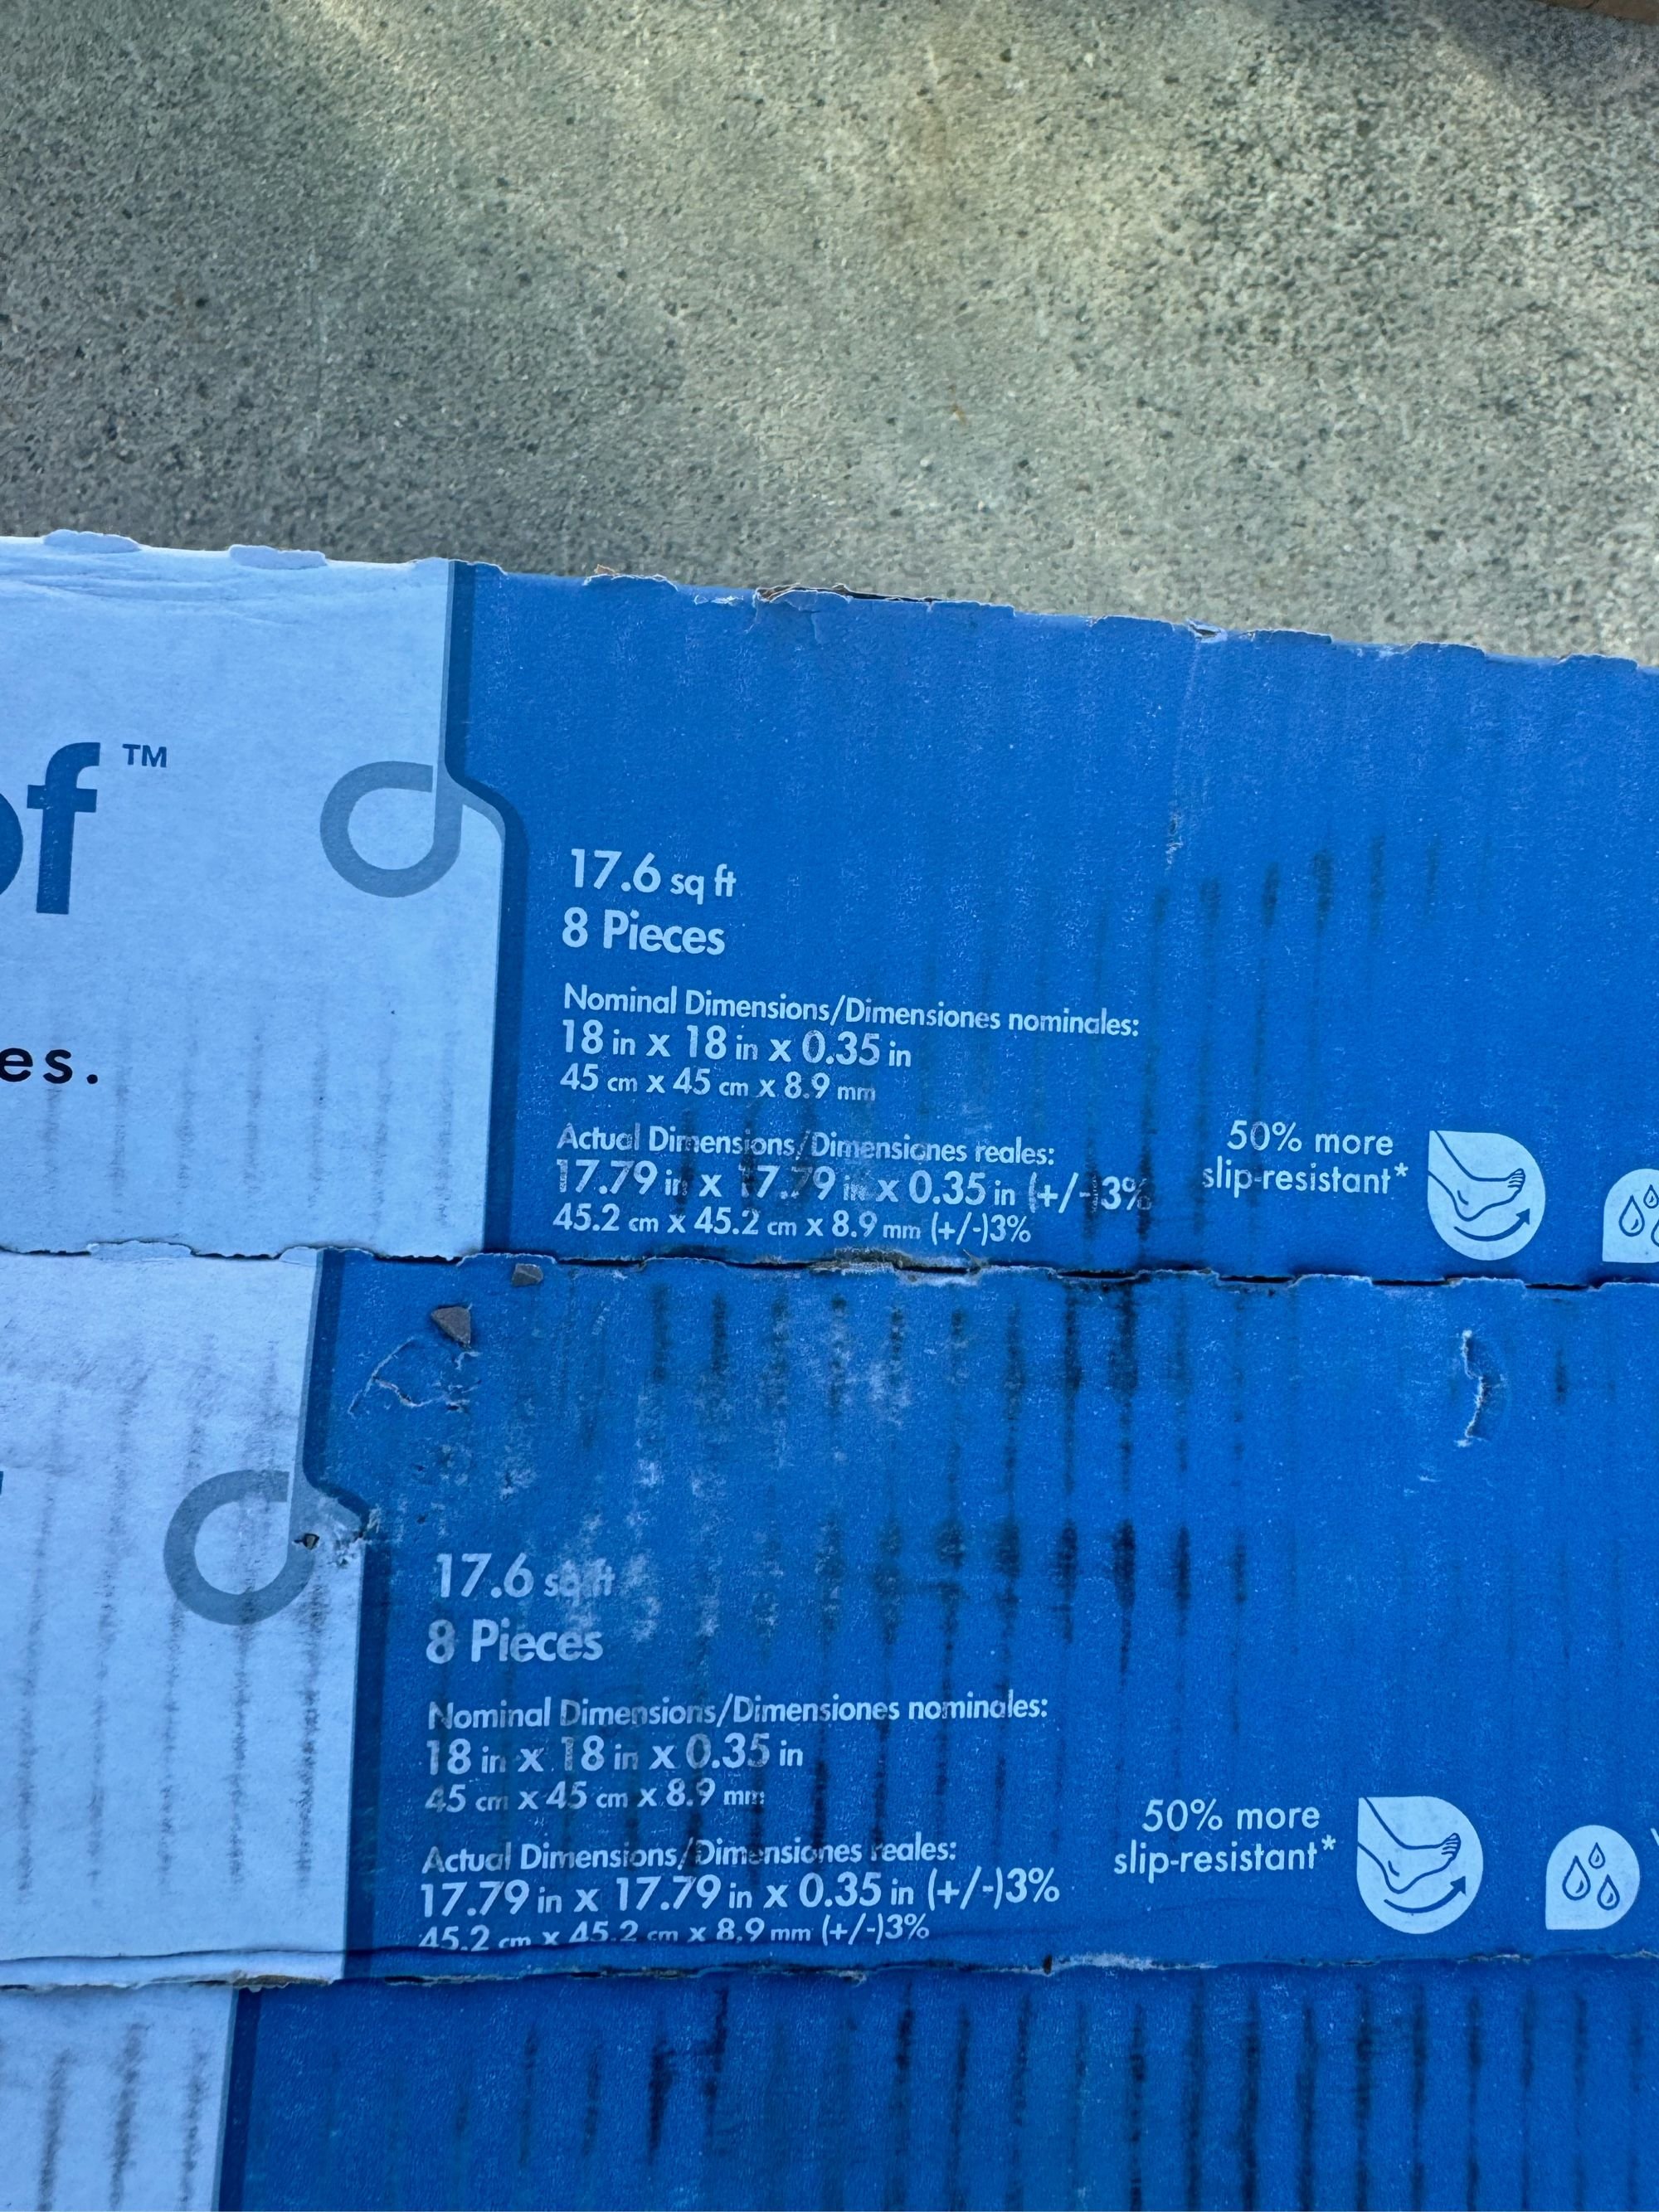 ™
17.6 sq ft
8 Pieces
Nominal Dimensions/Dimensiones nominales:
18 in x 18 in x 0.35 in
45 cm x 45 cm x 8.9 mm
Actual Dimensions/Dimensiones reales:
17.79 in x 17.79 in x 0.35 in (+/-)3%
45.2 cm x 45.2 cm x 8.9 mm (+/-)3%
50% more
slip-resistant*
es.
17.6 sq ft
8 Pieces
Nominal Dimensions/Dimensiones nominales:
18 in x 18 in x 0.35 in
45 cm x 45 cm x 8.9 mm
Actual Dimensions/Dimensiones reales:
17.79 in x 17.79 in x 0.35 in (+/-)3%
45.2 cm x 45.2 cm x 8.9 mm (+/-)3%
50% more
slip-resistant*